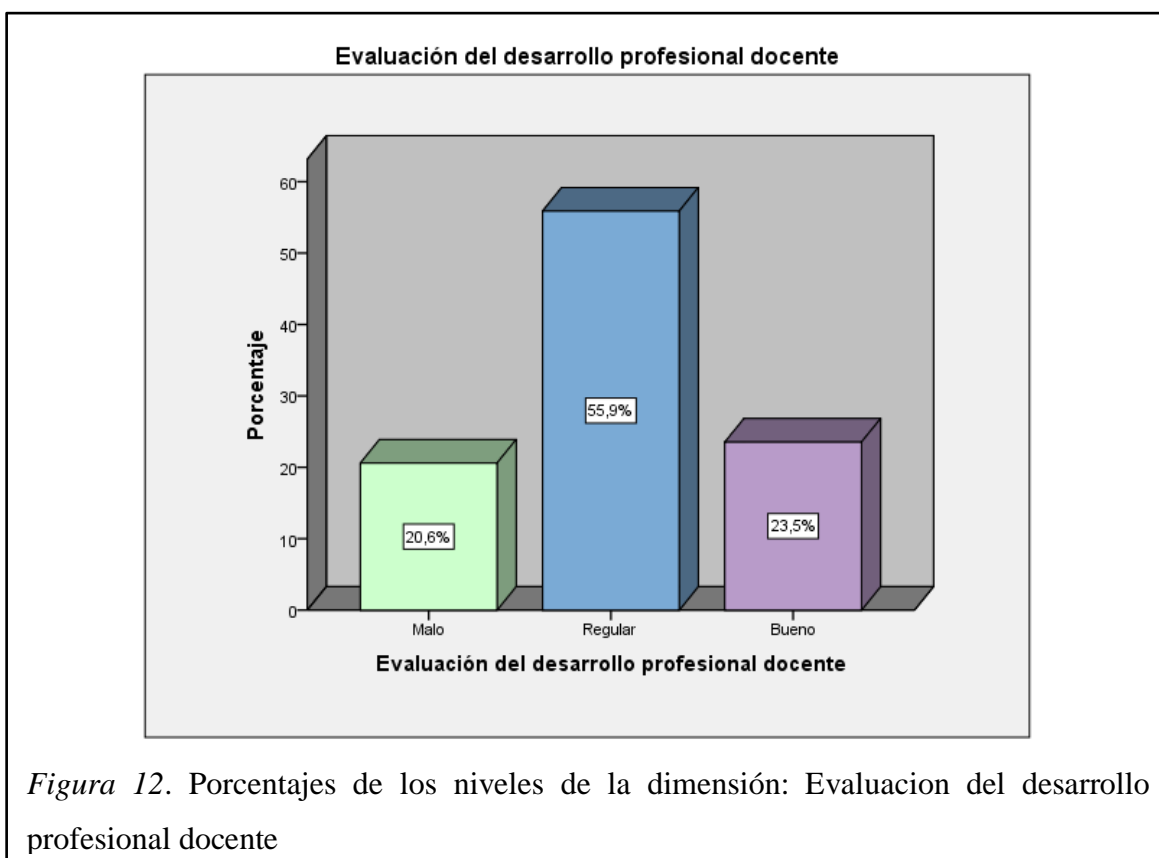 Evaluación del desarrollo profesional docente
Porcentaje
60
50
40
30
20
10
0
20,6%
55,9%
23,5%
Malo
Regular
Bueno
Evaluación del desarrollo profesional docente
Figura 12. Porcentajes de los niveles de la dimensión: Evaluacion del desarrollo
profesional docente